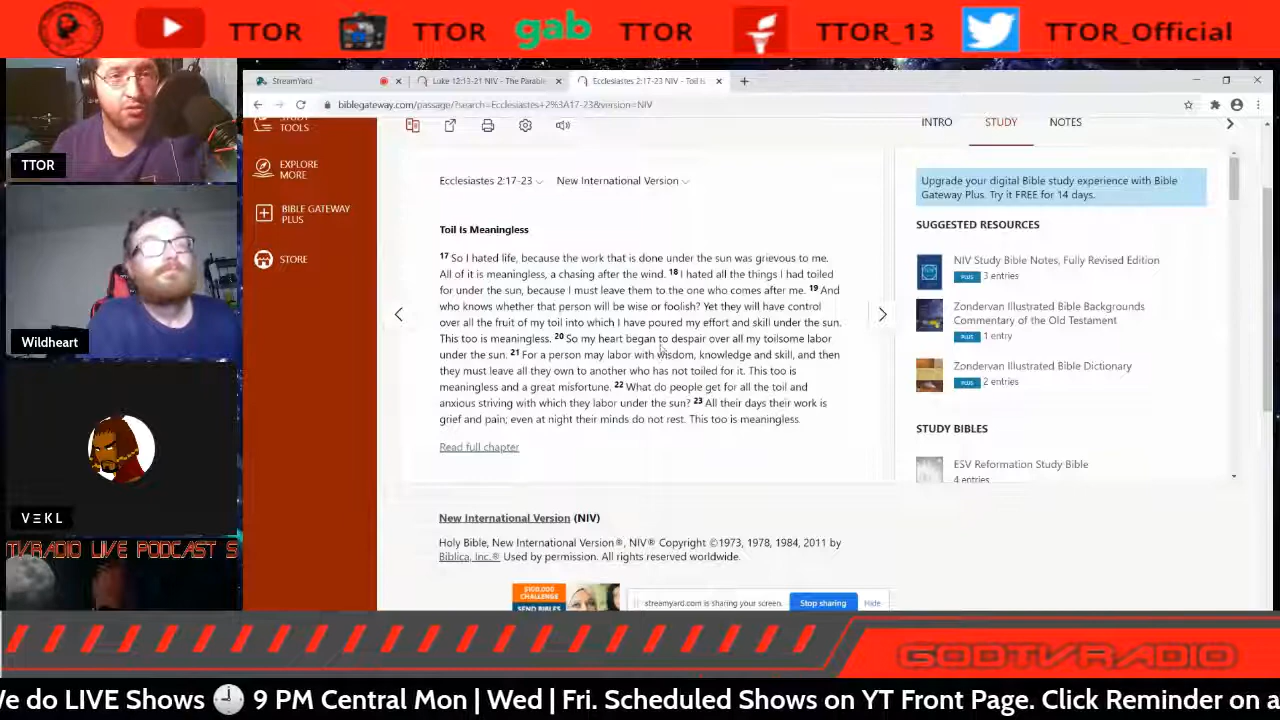 TTOR
TTOR
gab
TTOR
TTOR_13
TTOR_Official
StreamYard
Luke 12:13-21 NIV - The Parable
Ecclesiastes 2:17-23 NIV - Toil Is
biblegateway.com/passage/?search=Ecclesiastes+2%3A17-23&version=NIV
TTOR
Wildheart
VΞKL
TV/RADIO LIVE PODCAST S
TOOLS
EXPLORE
MORE
BIBLE GATEWAY
PLUS
STORE
INTRO
STUDY
NOTES
Ecclesiastes 2:17-23
New International Version
Toil Is Meaningless
17 So I hated life, because the work that is done under the sun was grievous to me.
All of it is meaningless, a chasing after the wind. 18 I hated all the things I had toiled
for under the sun, because I must leave them to the one who comes after me. 19 And
who knows whether that person will be wise or foolish? Yet they will have control
over all the fruit of my toil into which I have poured my effort and skill under the sun.
This too is meaningless. 20 So my heart began to despair over all my toilsome labor
under the sun. 21 For a person may labor with wisdom, knowledge and skill, and then
they must leave all they own to another who has not toiled for it. This too is
meaningless and a great misfortune. 22 What do people get for all the toil and
anxious striving with which they labor under the sun? 23 All their days their work is
grief and pain; even at night their minds do not rest. This too is meaningless.
Read full chapter
New International Version (NIV)
Holy Bible, New International Version®, NIV® Copyright ©1973, 1978, 1984, 2011 by
Biblica, Inc.® Used by permission. All rights reserved worldwide.
Upgrade your digital Bible study experience with Bible
Gateway Plus. Try it FREE for 14 days.
SUGGESTED RESOURCES
NIV Study Bible Notes, Fully Revised Edition
PLUS 3 entries
Zondervan Illustrated Bible Backgrounds
Commentary of the Old Testament
PLUS 1 entry
Zondervan Illustrated Bible Dictionary
PLUS 2 entries
STUDY BIBLES
ESV Reformation Study Bible
4 entries
$100,000
CHALLENGE
SEND BIBLES
streamyard.com is sharing your screen.
Stop sharing
Hide
GODTV/RADIO
We do LIVE Shows 🕘 9 PM Central Mon | Wed | Fri. Scheduled Shows on YT Front Page. Click Reminder on a